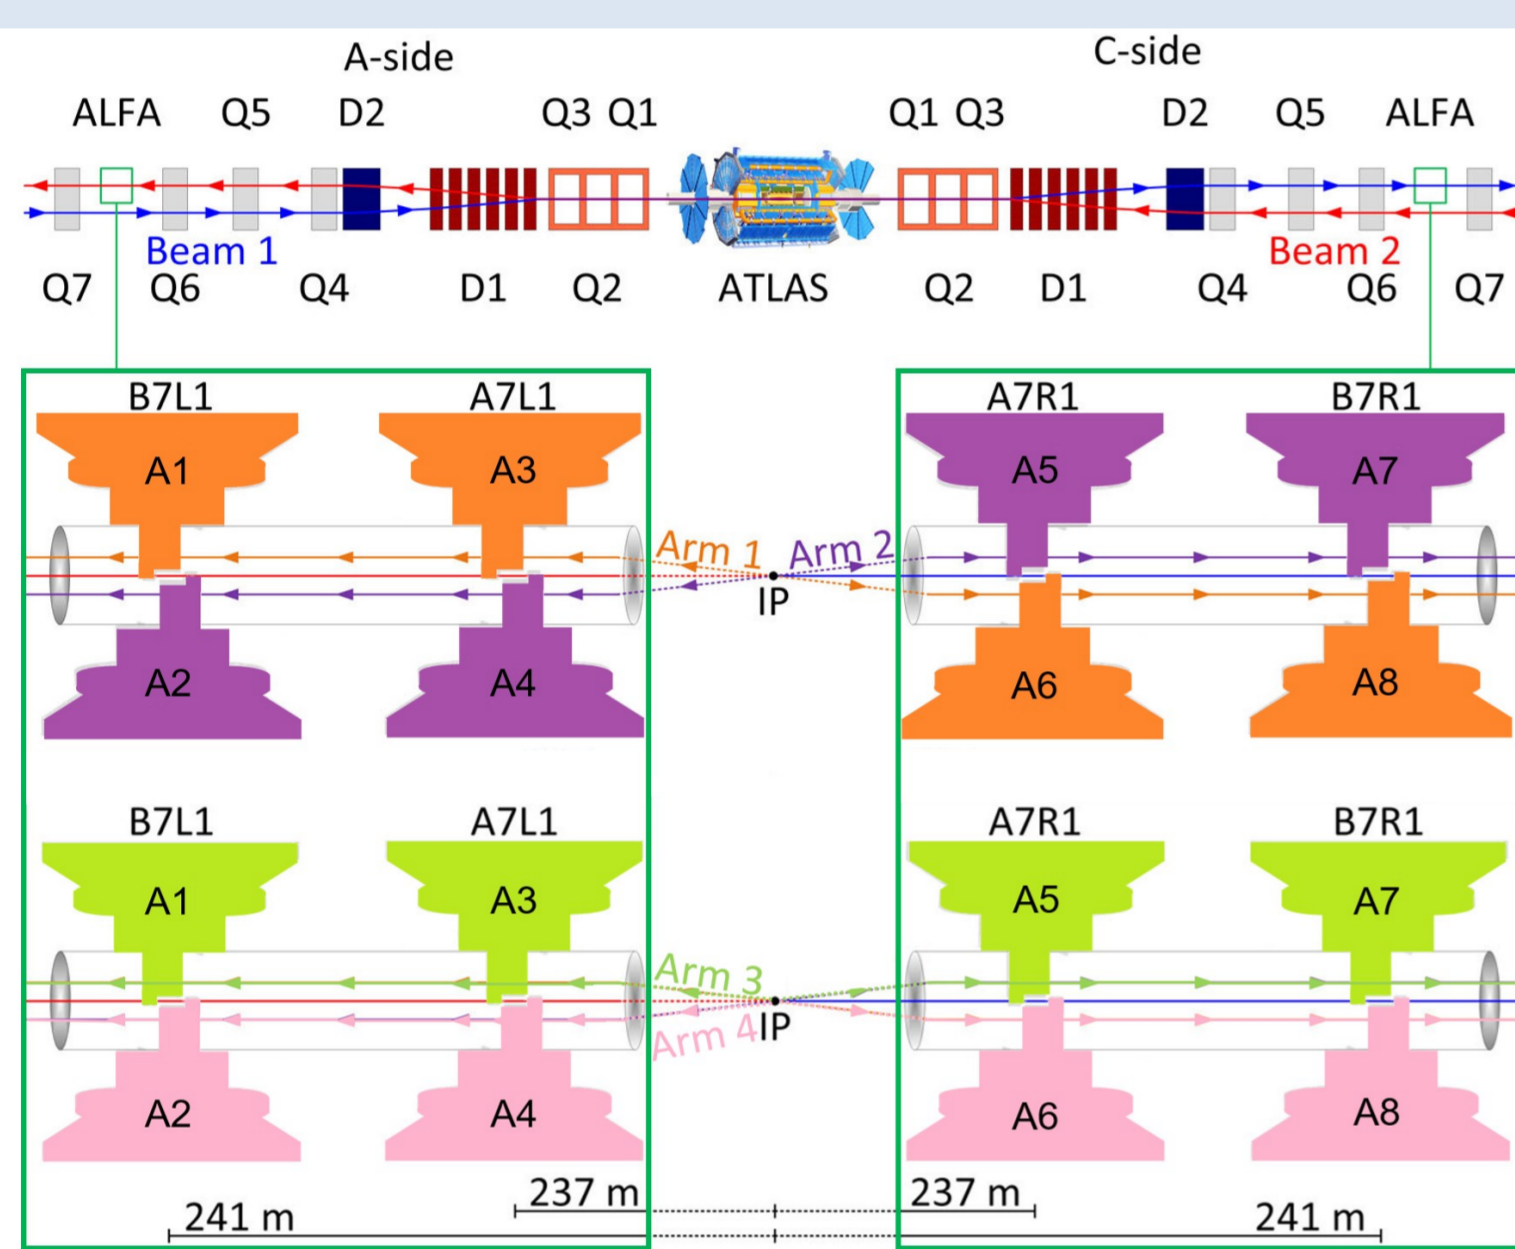 A-side C-side
ALFA Q5 D2 Q3 Q1 Q1 Q3 D2 Q5 ALFA
Beam 1 Beam 2
Q7 Q6 Q4 D1 Q2 ATLAS Q2 D1 Q4 Q6 Q7
B7L1 A7L1 A7R1 B7R1
A1 A3 A5 A7
Arm 1 Arm 2
IP
A2 A4 A6 A8
B7L1 A7L1 A7R1 B7R1
A1 A3 A5 A7
Arm 3
Arm 4 IP
A2 A4 A6 A8
237 m 237 m
241 m 241 m